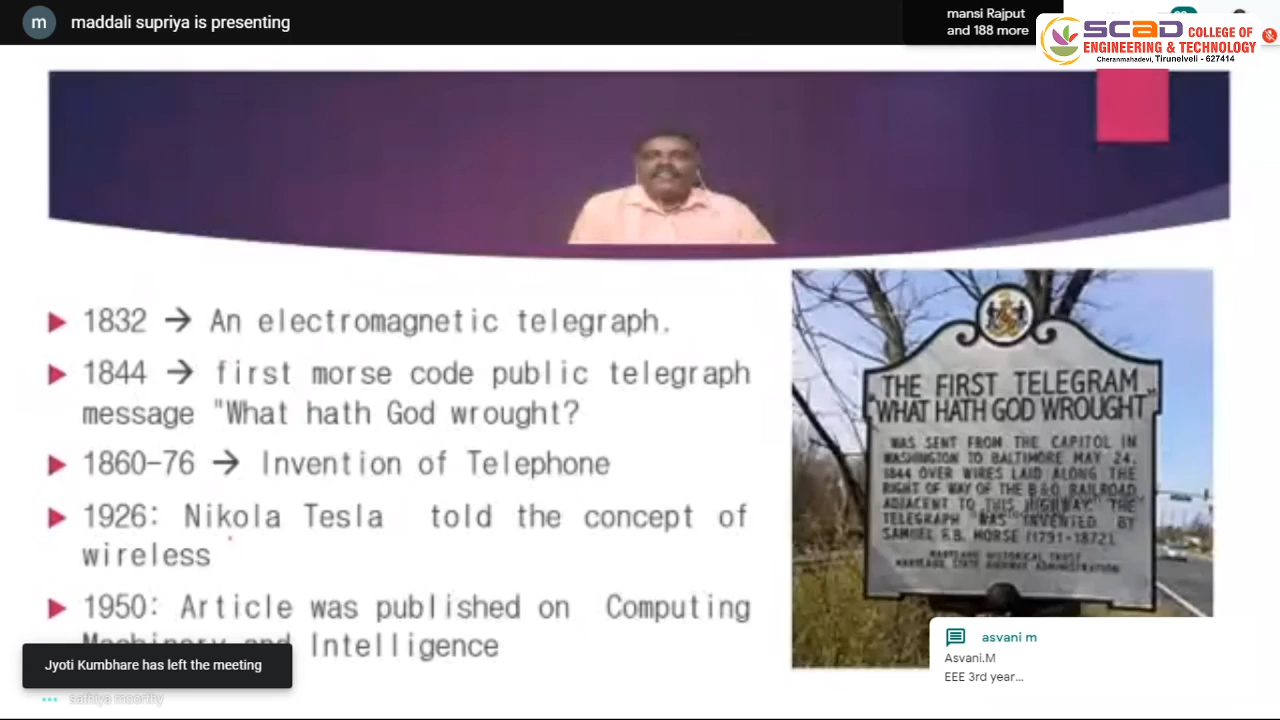 m
maddali supriya is presenting
mansi Rajput
and 188 more
SCAD COLLEGE OF
ENGINEERING & TECHNOLOGY
Cheranmahadevi, Tirunelveli - 627414
1832 → An electromagnetic telegraph.
1844 → first morse code public telegraph
message "What hath God wrought?
1860-76 → Invention of Telephone
1926: Nikola Tesla told the concept of
wireless
1950: Article was published on Computing
Machinery and Intelligence
THE FIRST TELEGRAM
"WHAT HATH GOD WROUGHT"
WAS SENT FROM THE CAPITOL IN
WASHINGTON TO BALTIMORE MAY 24,
1844 OVER WIRES LAID ALONG THE
RIGHT OF WAY OF THE B&O RAILROAD
ADJACENT TO THIS HIGHWAY. THE
TELEGRAPH WAS INVENTED BY
SAMUEL F.B. MORSE (1791-1872).
MARYLAND HISTORICAL TRUST
MARYLAND STATE HIGHWAY ADMINISTRATION
Jyoti Kumbhare has left the meeting
sathiya moorthy
asvani m
Asvani.M
EEE 3rd year...